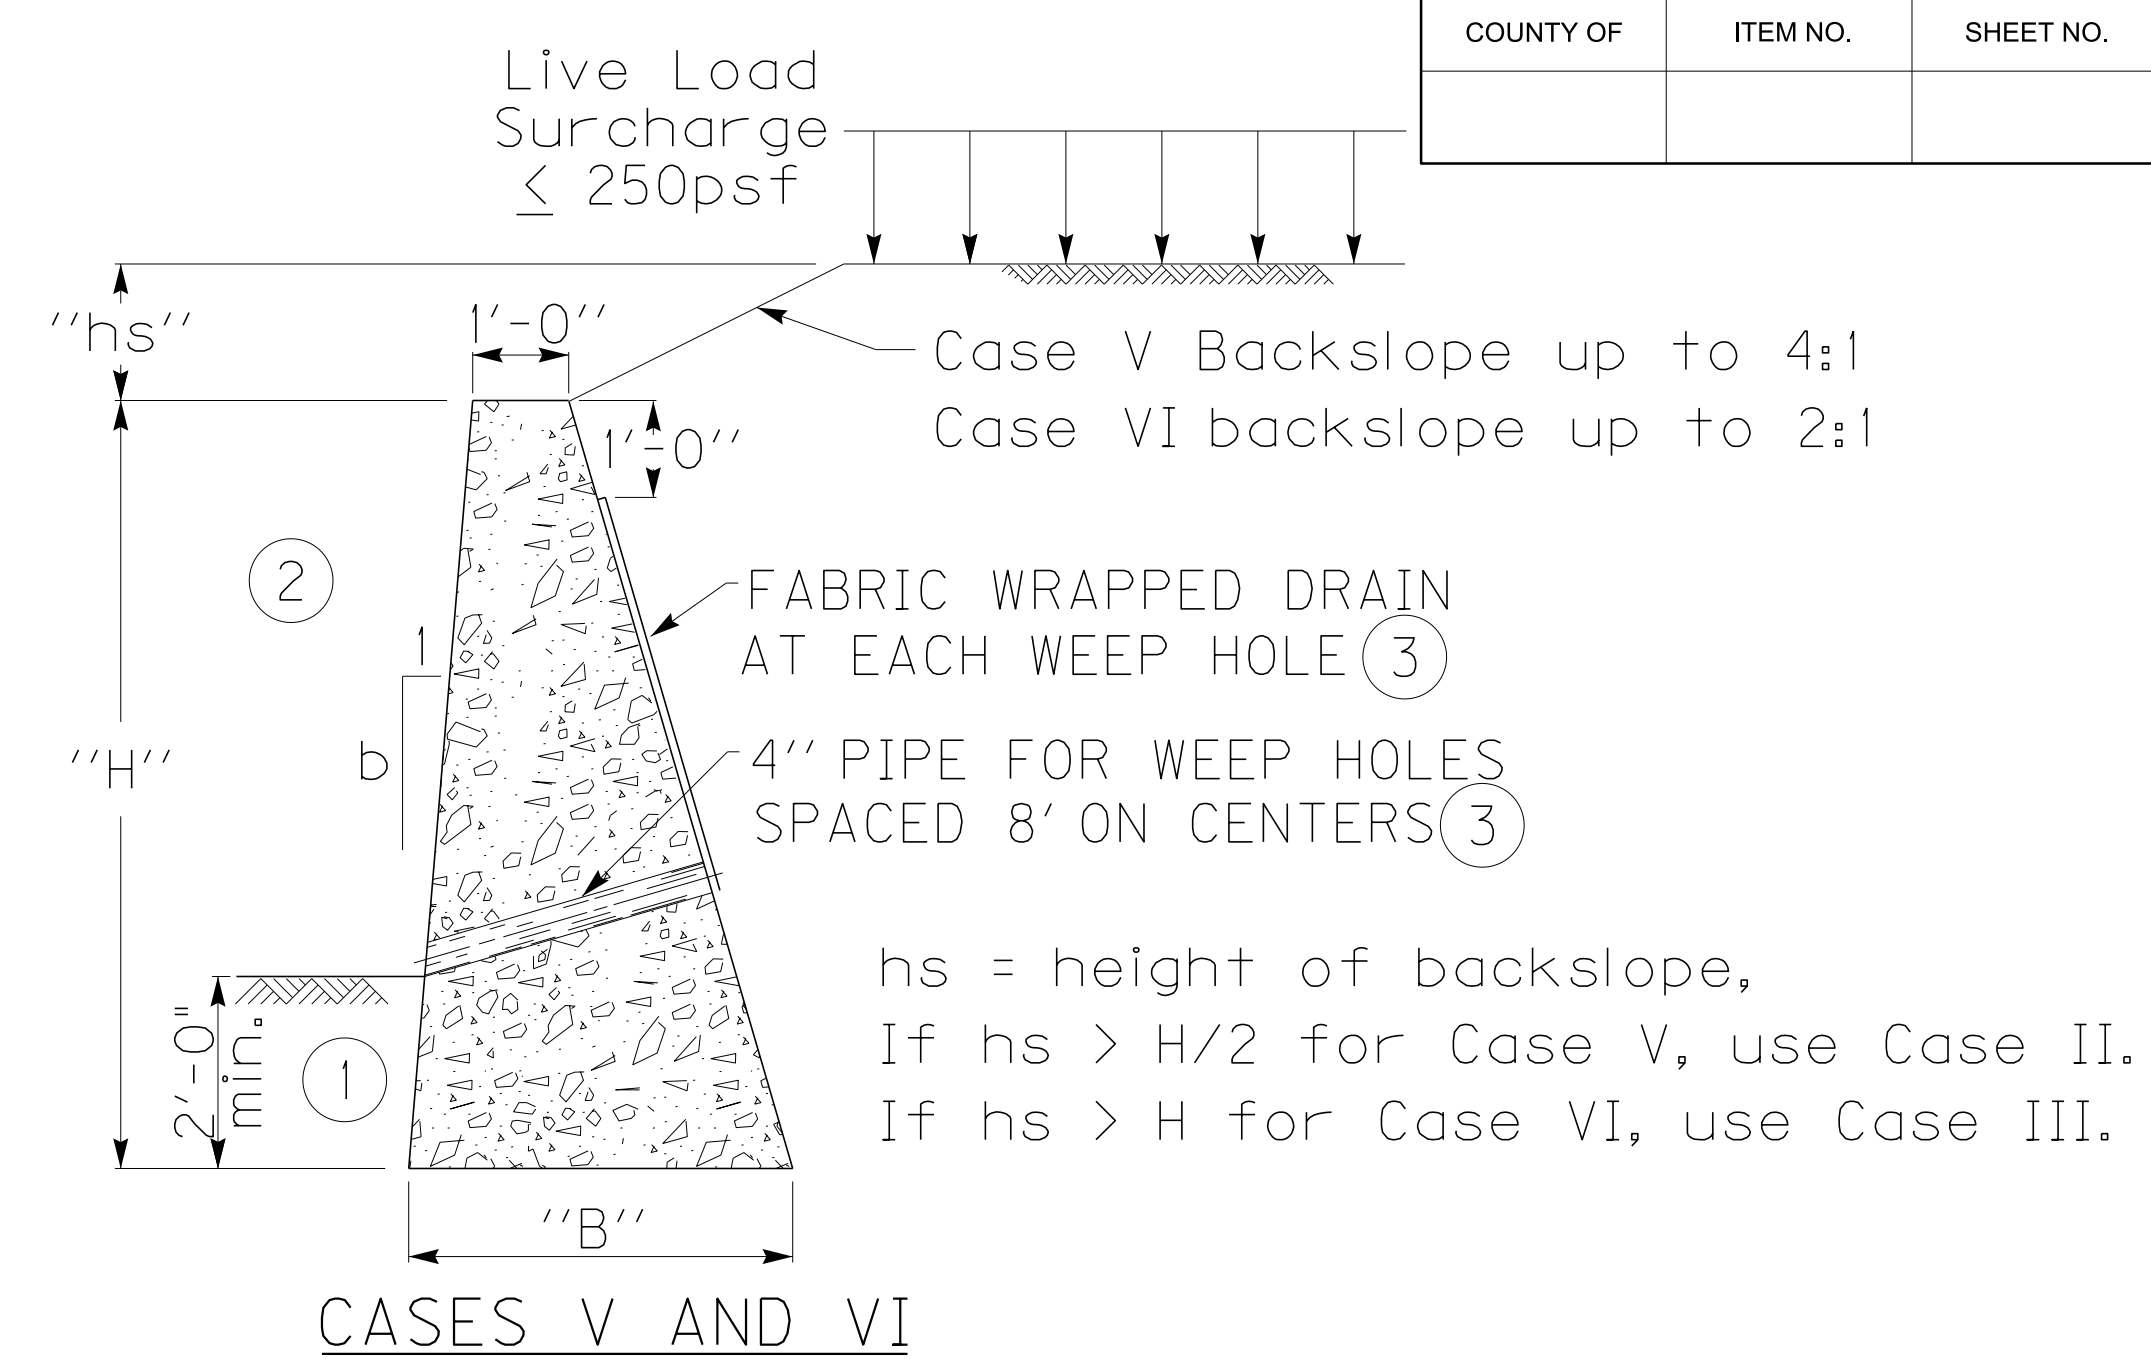 COUNTY OF
ITEM NO.
SHEET NO.
Live Load
Surcharge
≤ 250psf
''hs''
1'-0''
Case V Backslope up to 4:1
Case VI backslope up to 2:1
1'-0''
2
FABRIC WRAPPED DRAIN
AT EACH WEEP HOLE 3
1
b
''H''
4'' PIPE FOR WEEP HOLES
SPACED 8' ON CENTERS 3
hs = height of backslope,
If hs > H/2 for Case V, use Case II.
If hs > H for Case VI, use Case III.
2'-0"
min.
1
''B''
CASES V AND VI